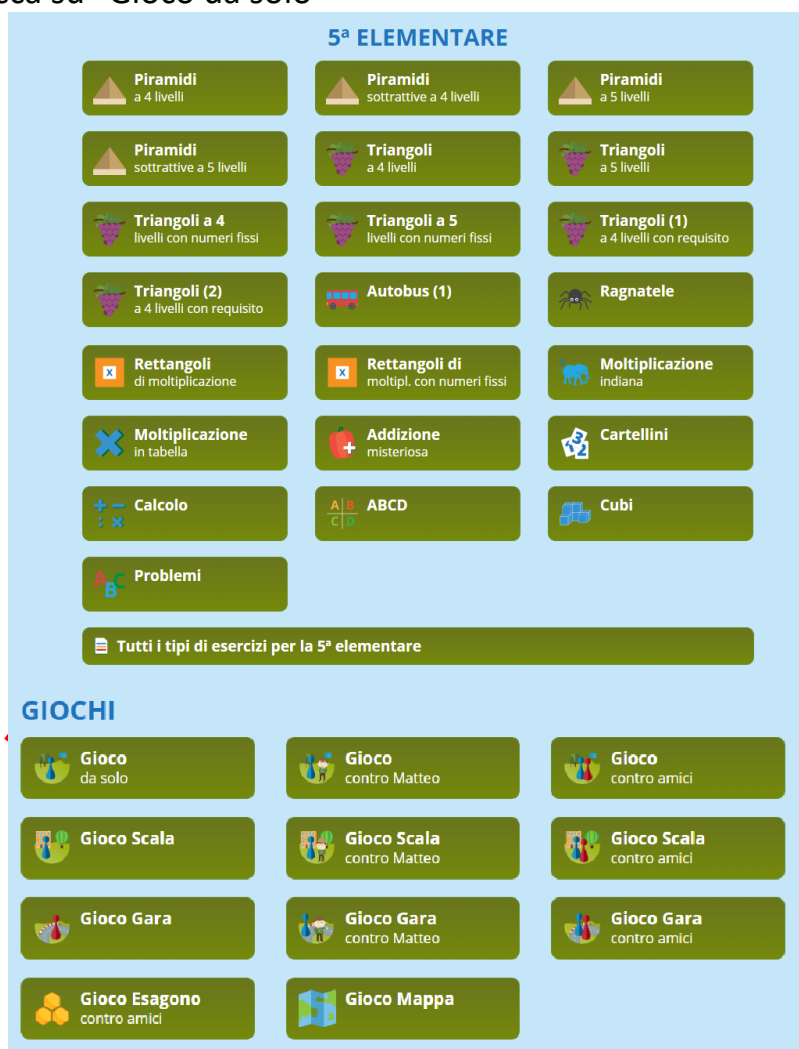 cca su "Gioco da solo"
5ª ELEMENTARE
Piramidi
a 4 livelli
Piramidi
sottrattive a 4 livelli
Piramidi
a 5 livelli
Piramidi
sottrattive a 5 livelli
Triangoli
a 4 livelli
Triangoli
a 5 livelli
Triangoli a 4
livelli con numeri fissi
Triangoli a 5
livelli con numeri fissi
Triangoli (1)
a 4 livelli con requisito
Triangoli (2)
a 4 livelli con requisito
Autobus (1)
Ragnatele
X
Rettangoli
di moltiplicazione
X
Rettangoli di
moltipl. con numeri fissi
Moltiplicazione
indiana
Moltiplicazione
in tabella
Addizione
misteriosa
3
2
Cartellini
+ −
: x
Calcolo
A B
C D
ABCD
Cubi
A B C
Problemi
Tutti i tipi di esercizi per la 5ª elementare
GIOCHI
Gioco
da solo
Gioco
contro Matteo
Gioco
contro amici
Gioco Scala
Gioco Scala
contro Matteo
Gioco Scala
contro amici
Gioco Gara
Gioco Gara
contro Matteo
Gioco Gara
contro amici
Gioco Esagono
contro amici
Gioco Mappa